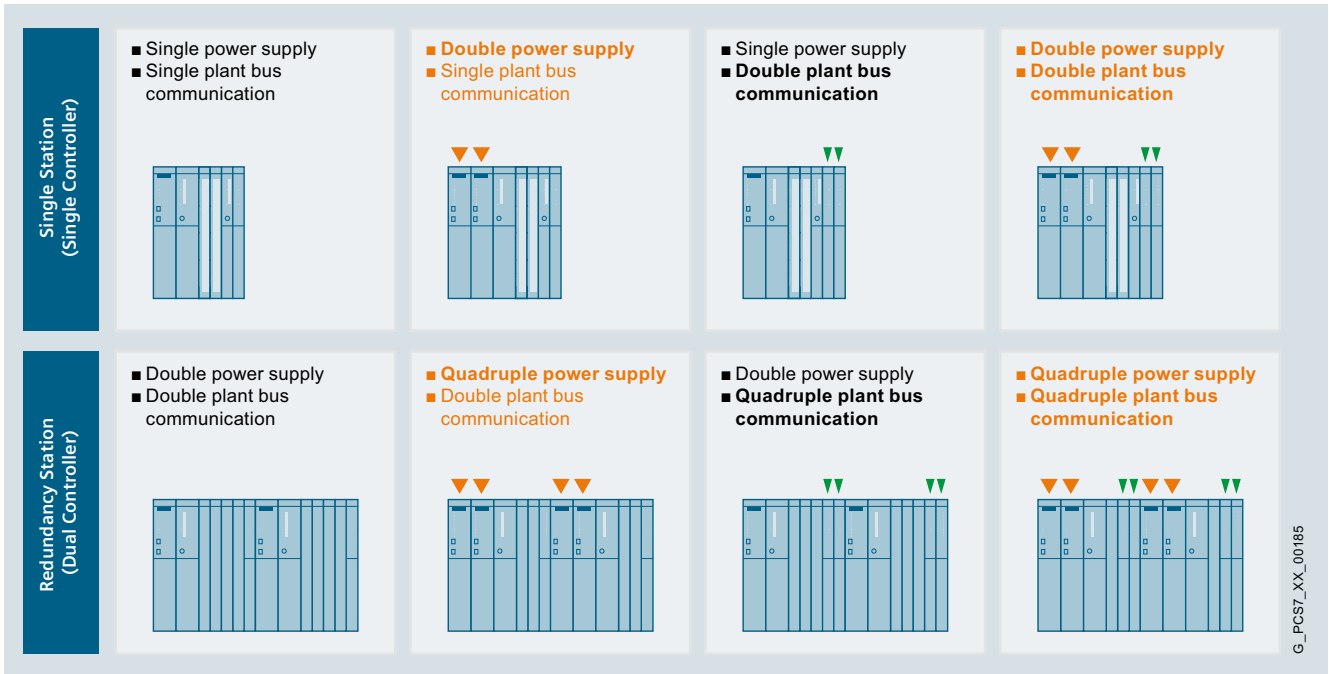 Single Station
(Single Controller)
■ Single power supply
■ Single plant bus
communication
■ Double power supply
■ Single plant bus
communication
■ Single power supply
■ Double plant bus
communication
■ Double power supply
■ Double plant bus
communication
Redundancy Station
(Dual Controller)
■ Double power supply
■ Double plant bus
communication
■ Quadruple power supply
■ Double plant bus
communication
■ Double power supply
■ Quadruple plant bus
communication
■ Quadruple power supply
■ Quadruple plant bus
communication
G_PCS7_XX_00185